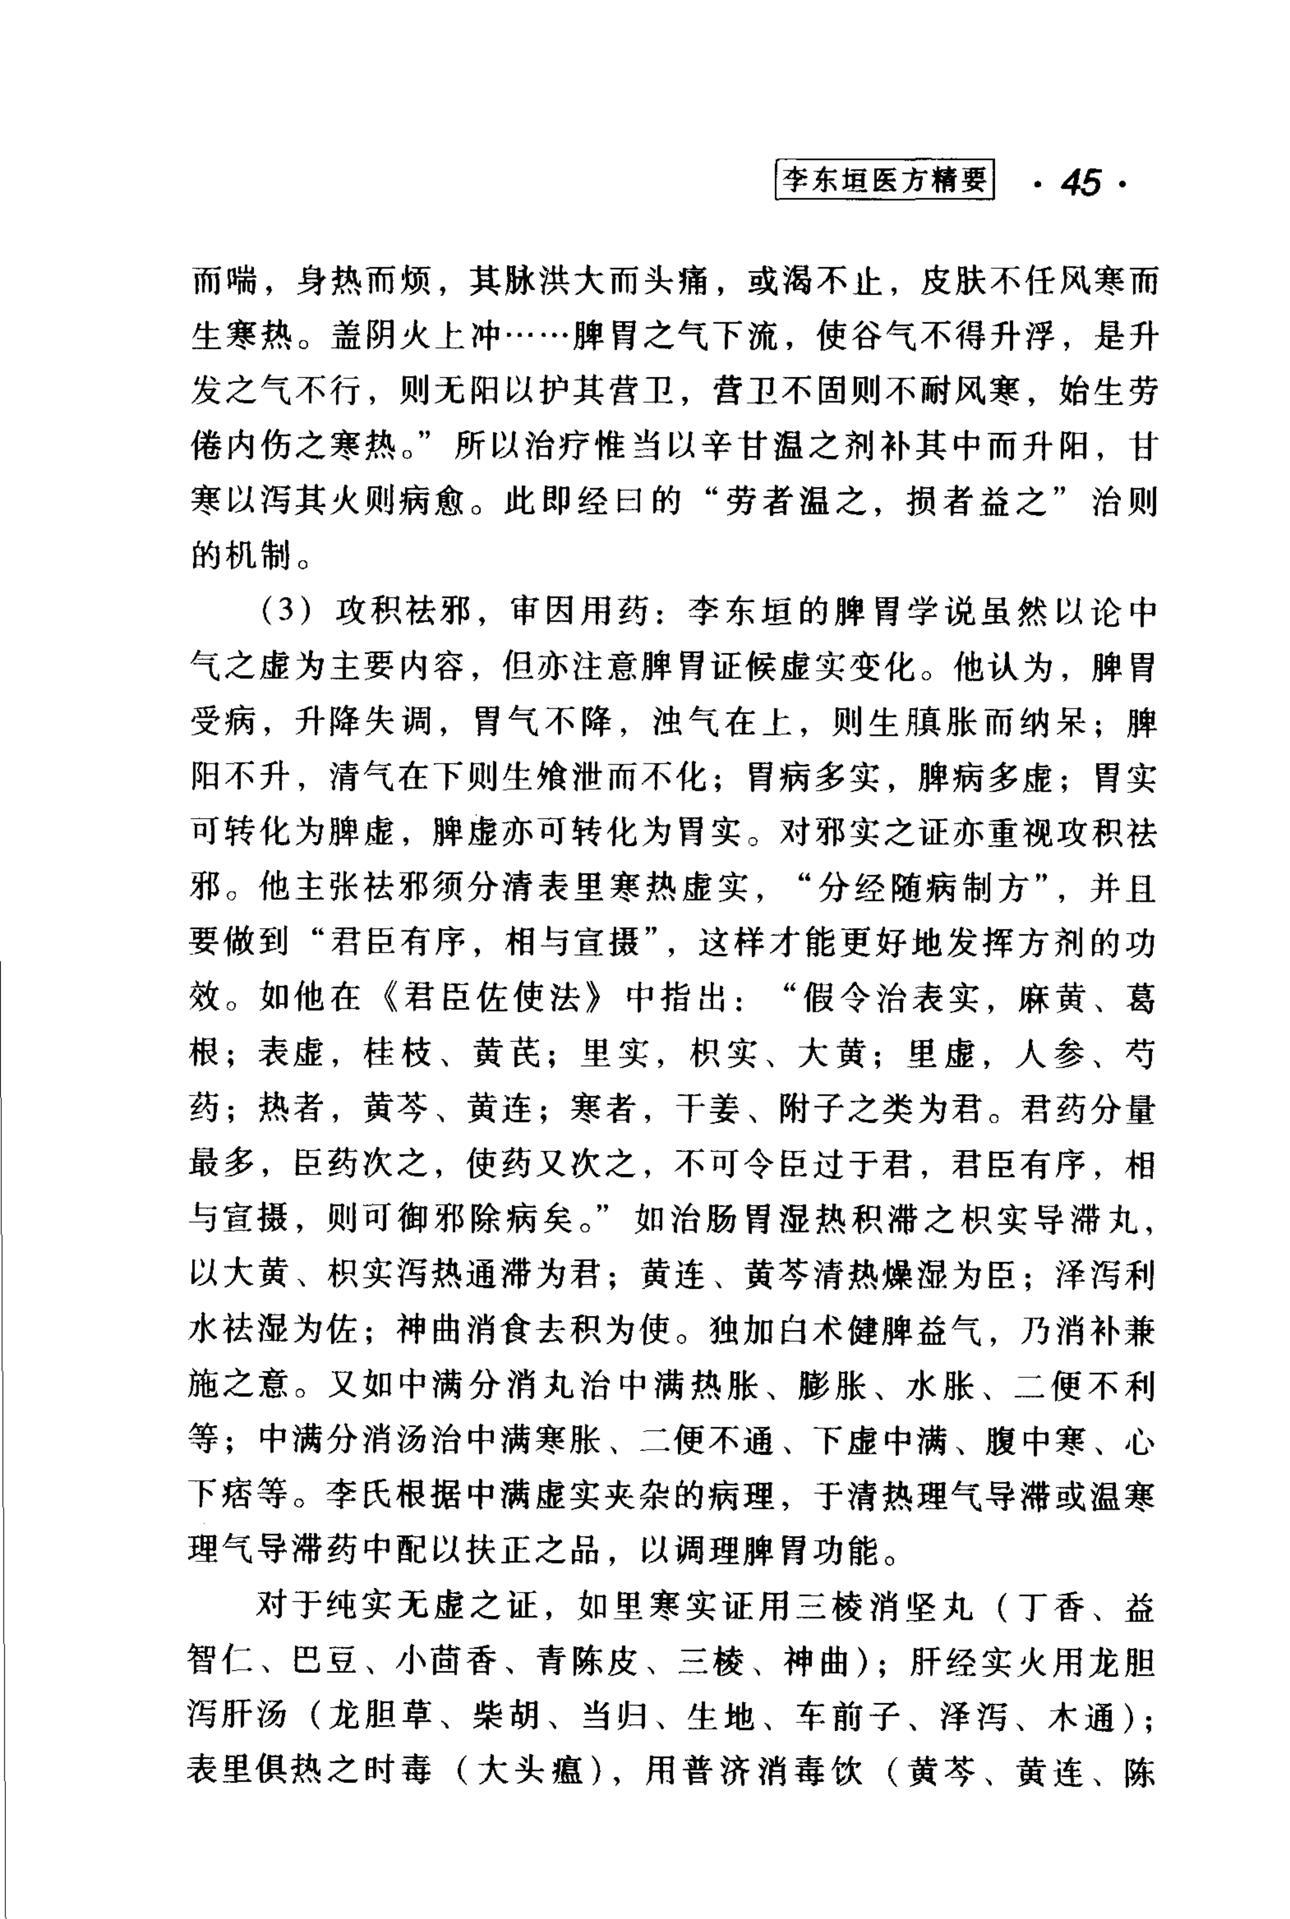 李东垣医方精要 · 45 ·
而喘，身热而烦，其脉洪大而头痛，或渴不止，皮肤不任风寒而
生寒热。盖阴火上冲……脾胃之气下流，使谷气不得升浮，是升
发之气不行，则无阳以护其营卫，营卫不固则不耐风寒，始生劳
倦内伤之寒热。”所以治疗惟当以辛甘温之剂补其中而升阳，甘
寒以泻其火则病愈。此即经曰的“劳者温之，损者益之”治则
的机制。
（3）攻积祛邪，审因用药：李东垣的脾胃学说虽然以论中
气之虚为主要内容，但亦注意脾胃证候虚实变化。他认为，脾胃
受病，升降失调，胃气不降，浊气在上，则生䐜胀而纳呆；脾
阳不升，清气在下则生飧泄而不化；胃病多实，脾病多虚；胃实
可转化为脾虚，脾虚亦可转化为胃实。对邪实之证亦重视攻积祛
邪。他主张祛邪须分清表里寒热虚实，“分经随病制方”，并且
要做到“君臣有序，相与宣摄”，这样才能更好地发挥方剂的功
效。如他在《君臣佐使法》中指出：“假令治表实，麻黄、葛
根；表虚，桂枝、黄芪；里实，枳实、大黄；里虚，人参、芍
药；热者，黄芩、黄连；寒者，干姜、附子之类为君。君药分量
最多，臣药次之，使药又次之，不可令臣过于君，君臣有序，相
与宣摄，则可御邪除病矣。”如治肠胃湿热积滞之枳实导滞丸，
以大黄、枳实泻热通滞为君；黄连、黄芩清热燥湿为臣；泽泻利
水祛湿为佐；神曲消食去积为使。独加白术健脾益气，乃消补兼
施之意。又如中满分消丸治中满热胀、膨胀、水胀、二便不利
等；中满分消汤治中满寒胀、二便不通、下虚中满、腹中寒、心
下痞等。李氏根据中满虚实夹杂的病理，于清热理气导滞或温寒
理气导滞药中配以扶正之品，以调理脾胃功能。
对于纯实无虚之证，如里寒实证用三棱消坚丸（丁香、益
智仁、巴豆、小茴香、青陈皮、三棱、神曲）；肝经实火用龙胆
泻肝汤（龙胆草、柴胡、当归、生地、车前子、泽泻、木通）；
表里俱热之时毒（大头瘟），用普济消毒饮（黄芩、黄连、陈